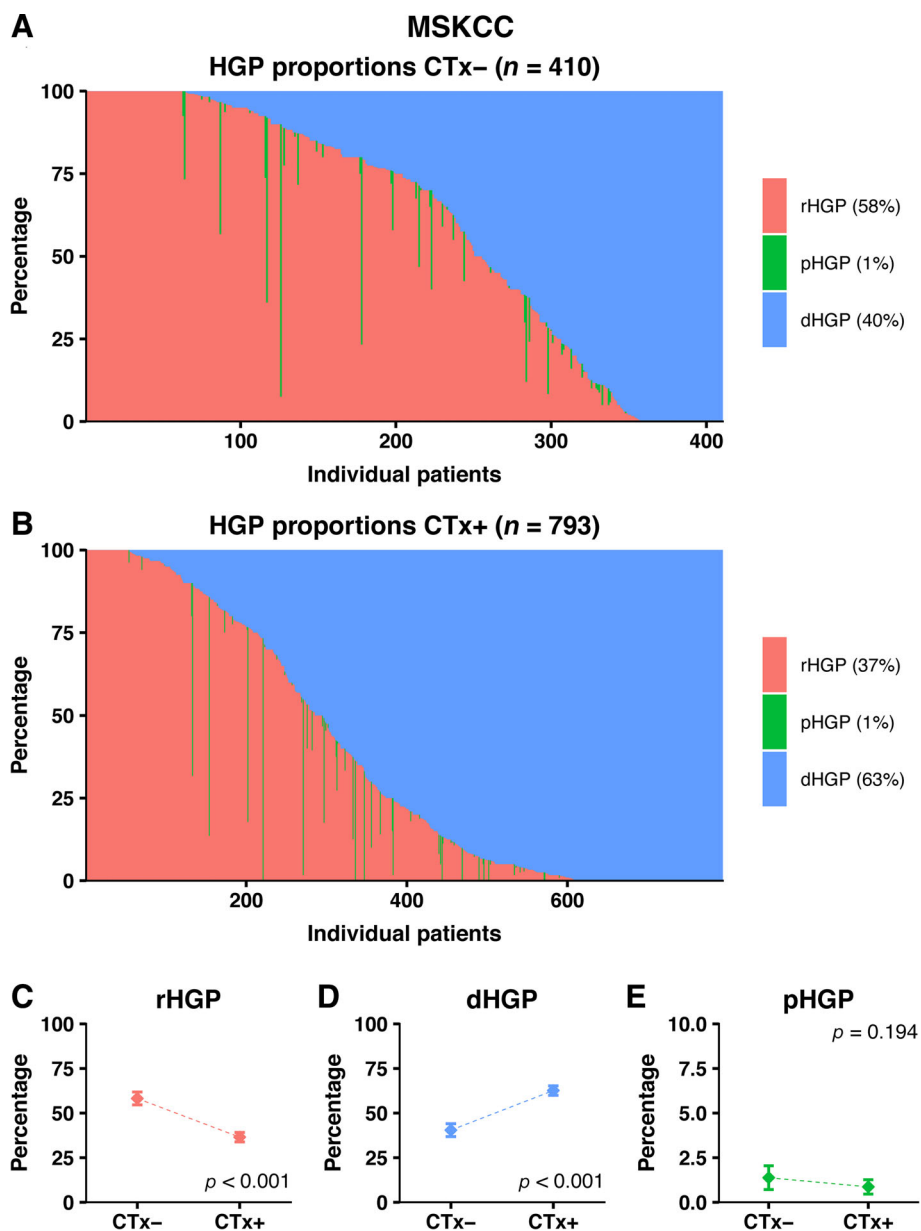 A
MSKCC
HGP proportions CTx− (n = 410)
100
75
50
25
0
Percentage
100 200 300 400
Individual patients
rHGP (58%)
pHGP (1%)
dHGP (40%)
B
HGP proportions CTx+ (n = 793)
100
75
50
25
0
Percentage
200 400 600
Individual patients
rHGP (37%)
pHGP (1%)
dHGP (63%)
C
rHGP
100
75
50
25
0
Percentage
p < 0.001
CTx− CTx+
D
dHGP
100
75
50
25
0
Percentage
p < 0.001
CTx− CTx+
E
pHGP
10.0
7.5
5.0
2.5
0
Percentage
p = 0.194
CTx− CTx+